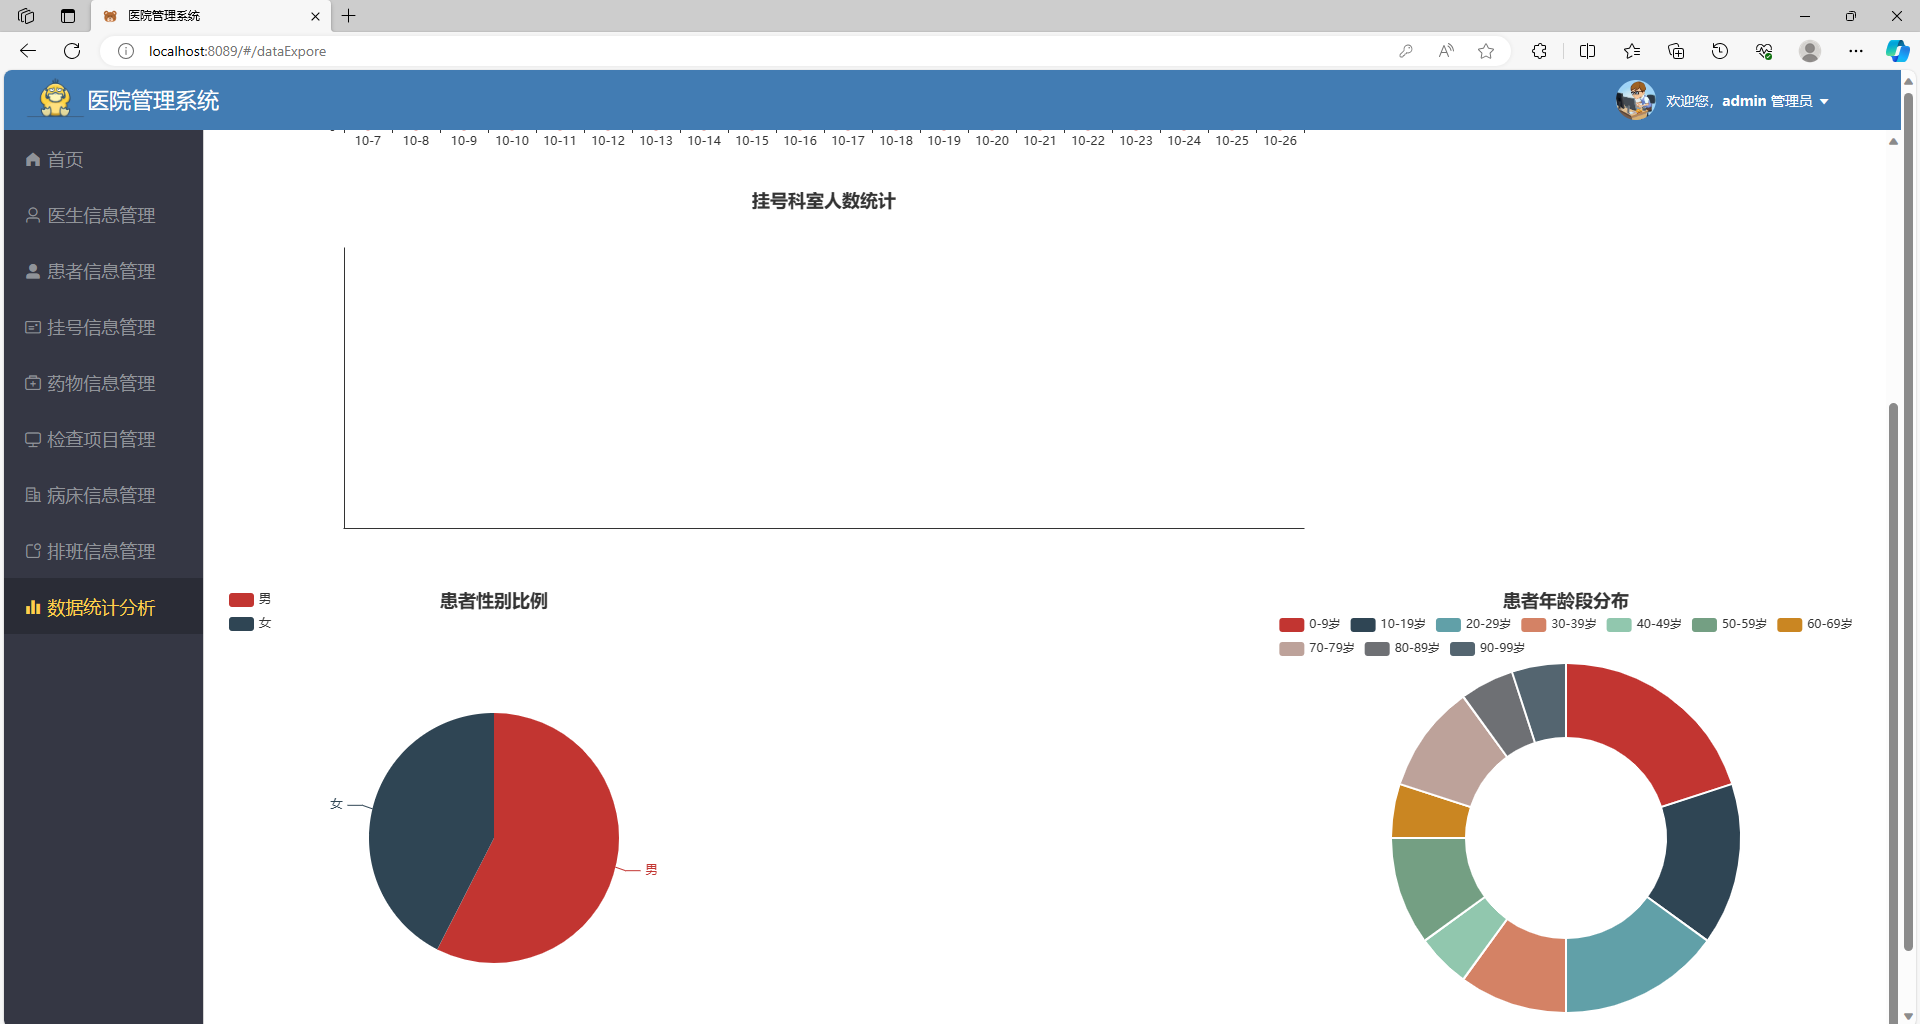 医院管理系统
localhost:8089/#/dataExpore
医院管理系统
欢迎您，admin 管理员
首页
医生信息管理
患者信息管理
挂号信息管理
药物信息管理
检查项目管理
病床信息管理
排班信息管理
数据统计分析
10-7 10-8 10-9 10-10 10-11 10-12 10-13 10-14 10-15 10-16 10-17 10-18 10-19 10-20 10-21 10-22 10-23 10-24 10-25 10-26
挂号科室人数统计
患者性别比例
男
女
女
男
患者年龄段分布
0-9岁 10-19岁 20-29岁 30-39岁 40-49岁 50-59岁 60-69岁
70-79岁 80-89岁 90-99岁